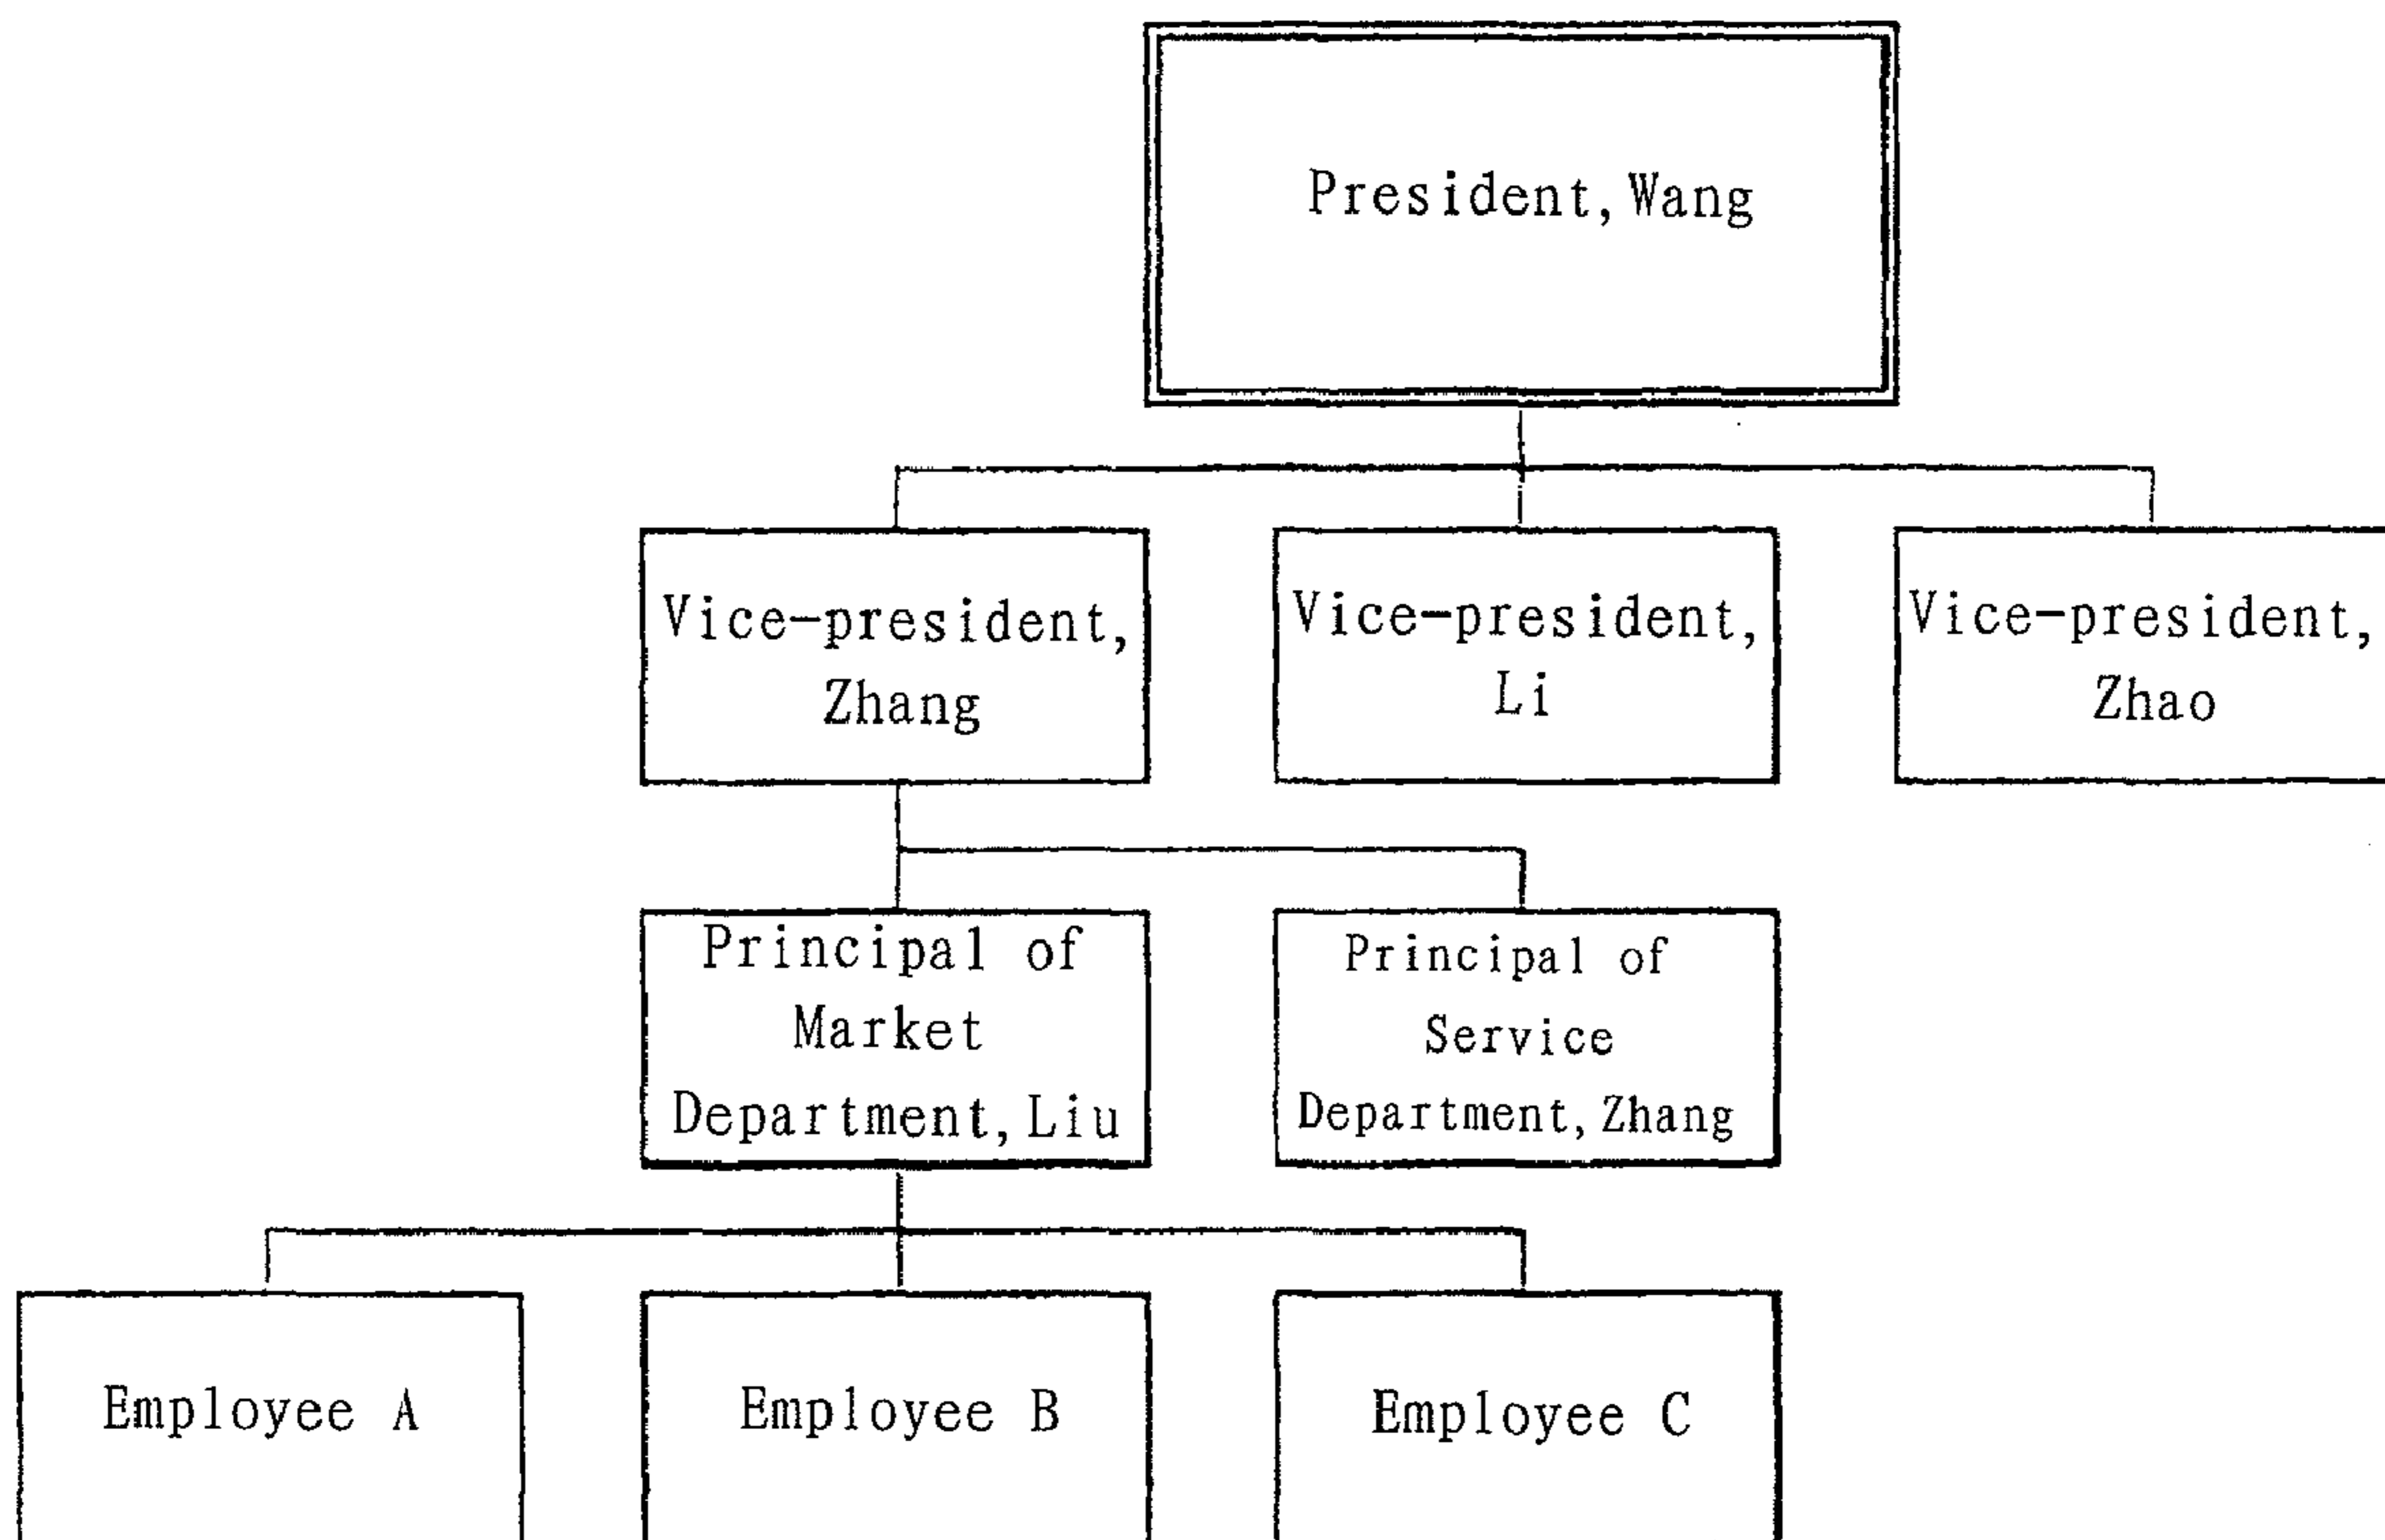 President, Wang
Vice-president,
Zhang
Vice-president,
Li
Vice-president,
Zhao
Principal of
Market
Department, Liu
Principal of
Service
Department, Zhang
Employee A
Employee B
Employee C